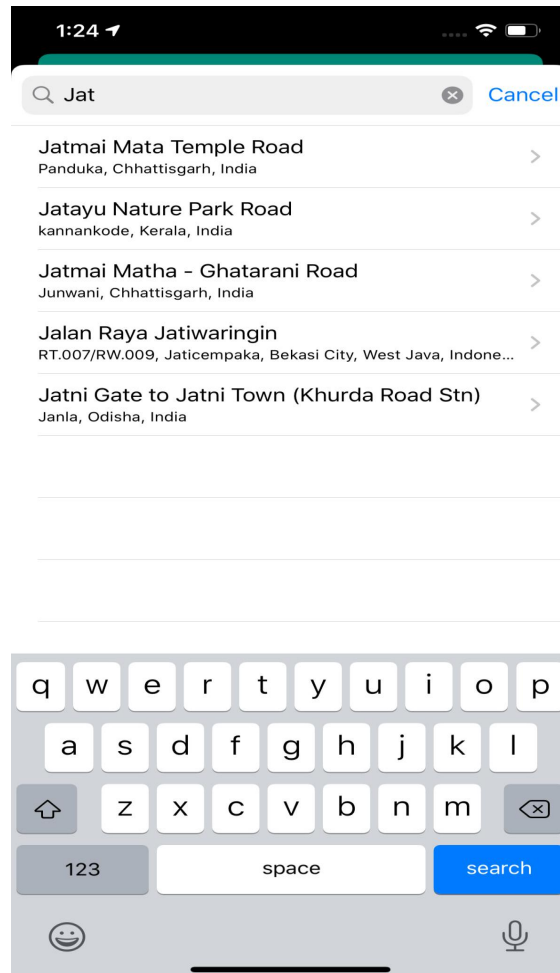 1:24
Jat
Cancel
Jatmai Mata Temple Road
Panduka, Chhattisgarh, India
Jatayu Nature Park Road
kannankode, Kerala, India
Jatmai Matha - Ghatarani Road
Junwani, Chhattisgarh, India
Jalan Raya Jatiwaringin
RT.007/RW.009, Jaticempaka, Bekasi City, West Java, Indone...
Jatni Gate to Jatni Town (Khurda Road Stn)
Janla, Odisha, India
q w e r t y u i o p
a s d f g h j k l
z x c v b n m
123 space search